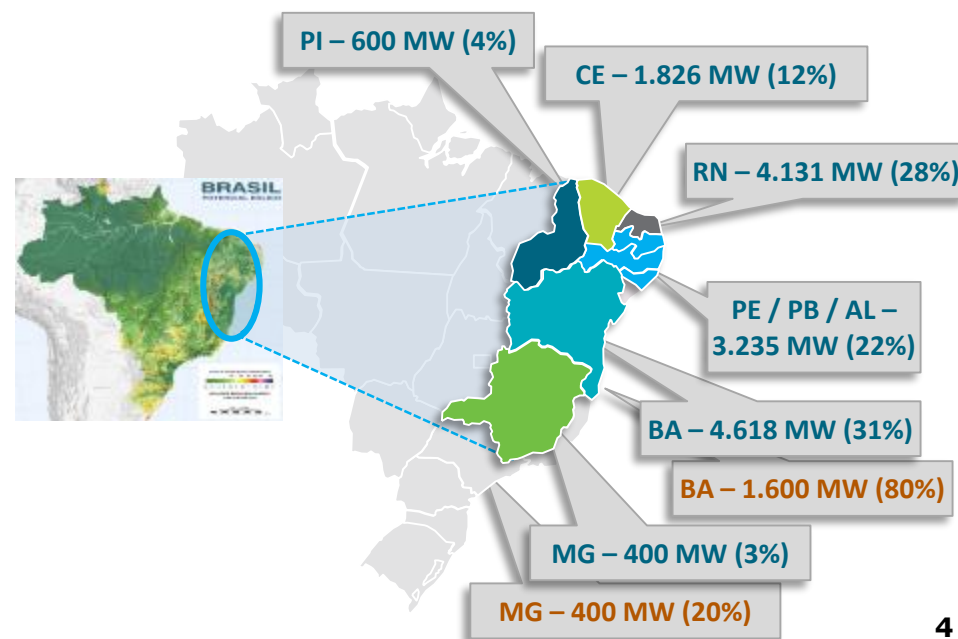 PI – 600 MW (4%)
CE – 1.826 MW (12%)
RN – 4.131 MW (28%)
BRASIL
PE / PB / AL –
3.235 MW (22%)
BA – 4.618 MW (31%)
BA – 1.600 MW (80%)
MG – 400 MW (3%)
MG – 400 MW (20%)
4